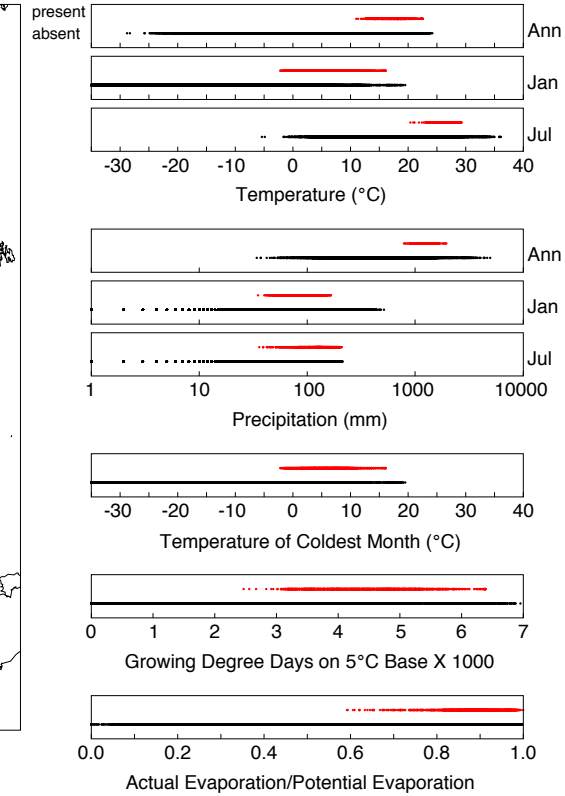 present
absent
Ann
Jan
Jul
-30 -20 -10 0 10 20 30 40
Temperature (°C)
Ann
Jan
Jul
1 10 100 1000 10000
Precipitation (mm)
-30 -20 -10 0 10 20 30 40
Temperature of Coldest Month (°C)
0 1 2 3 4 5 6 7
Growing Degree Days on 5°C Base X 1000
0.0 0.2 0.4 0.6 0.8 1.0
Actual Evaporation/Potential Evaporation